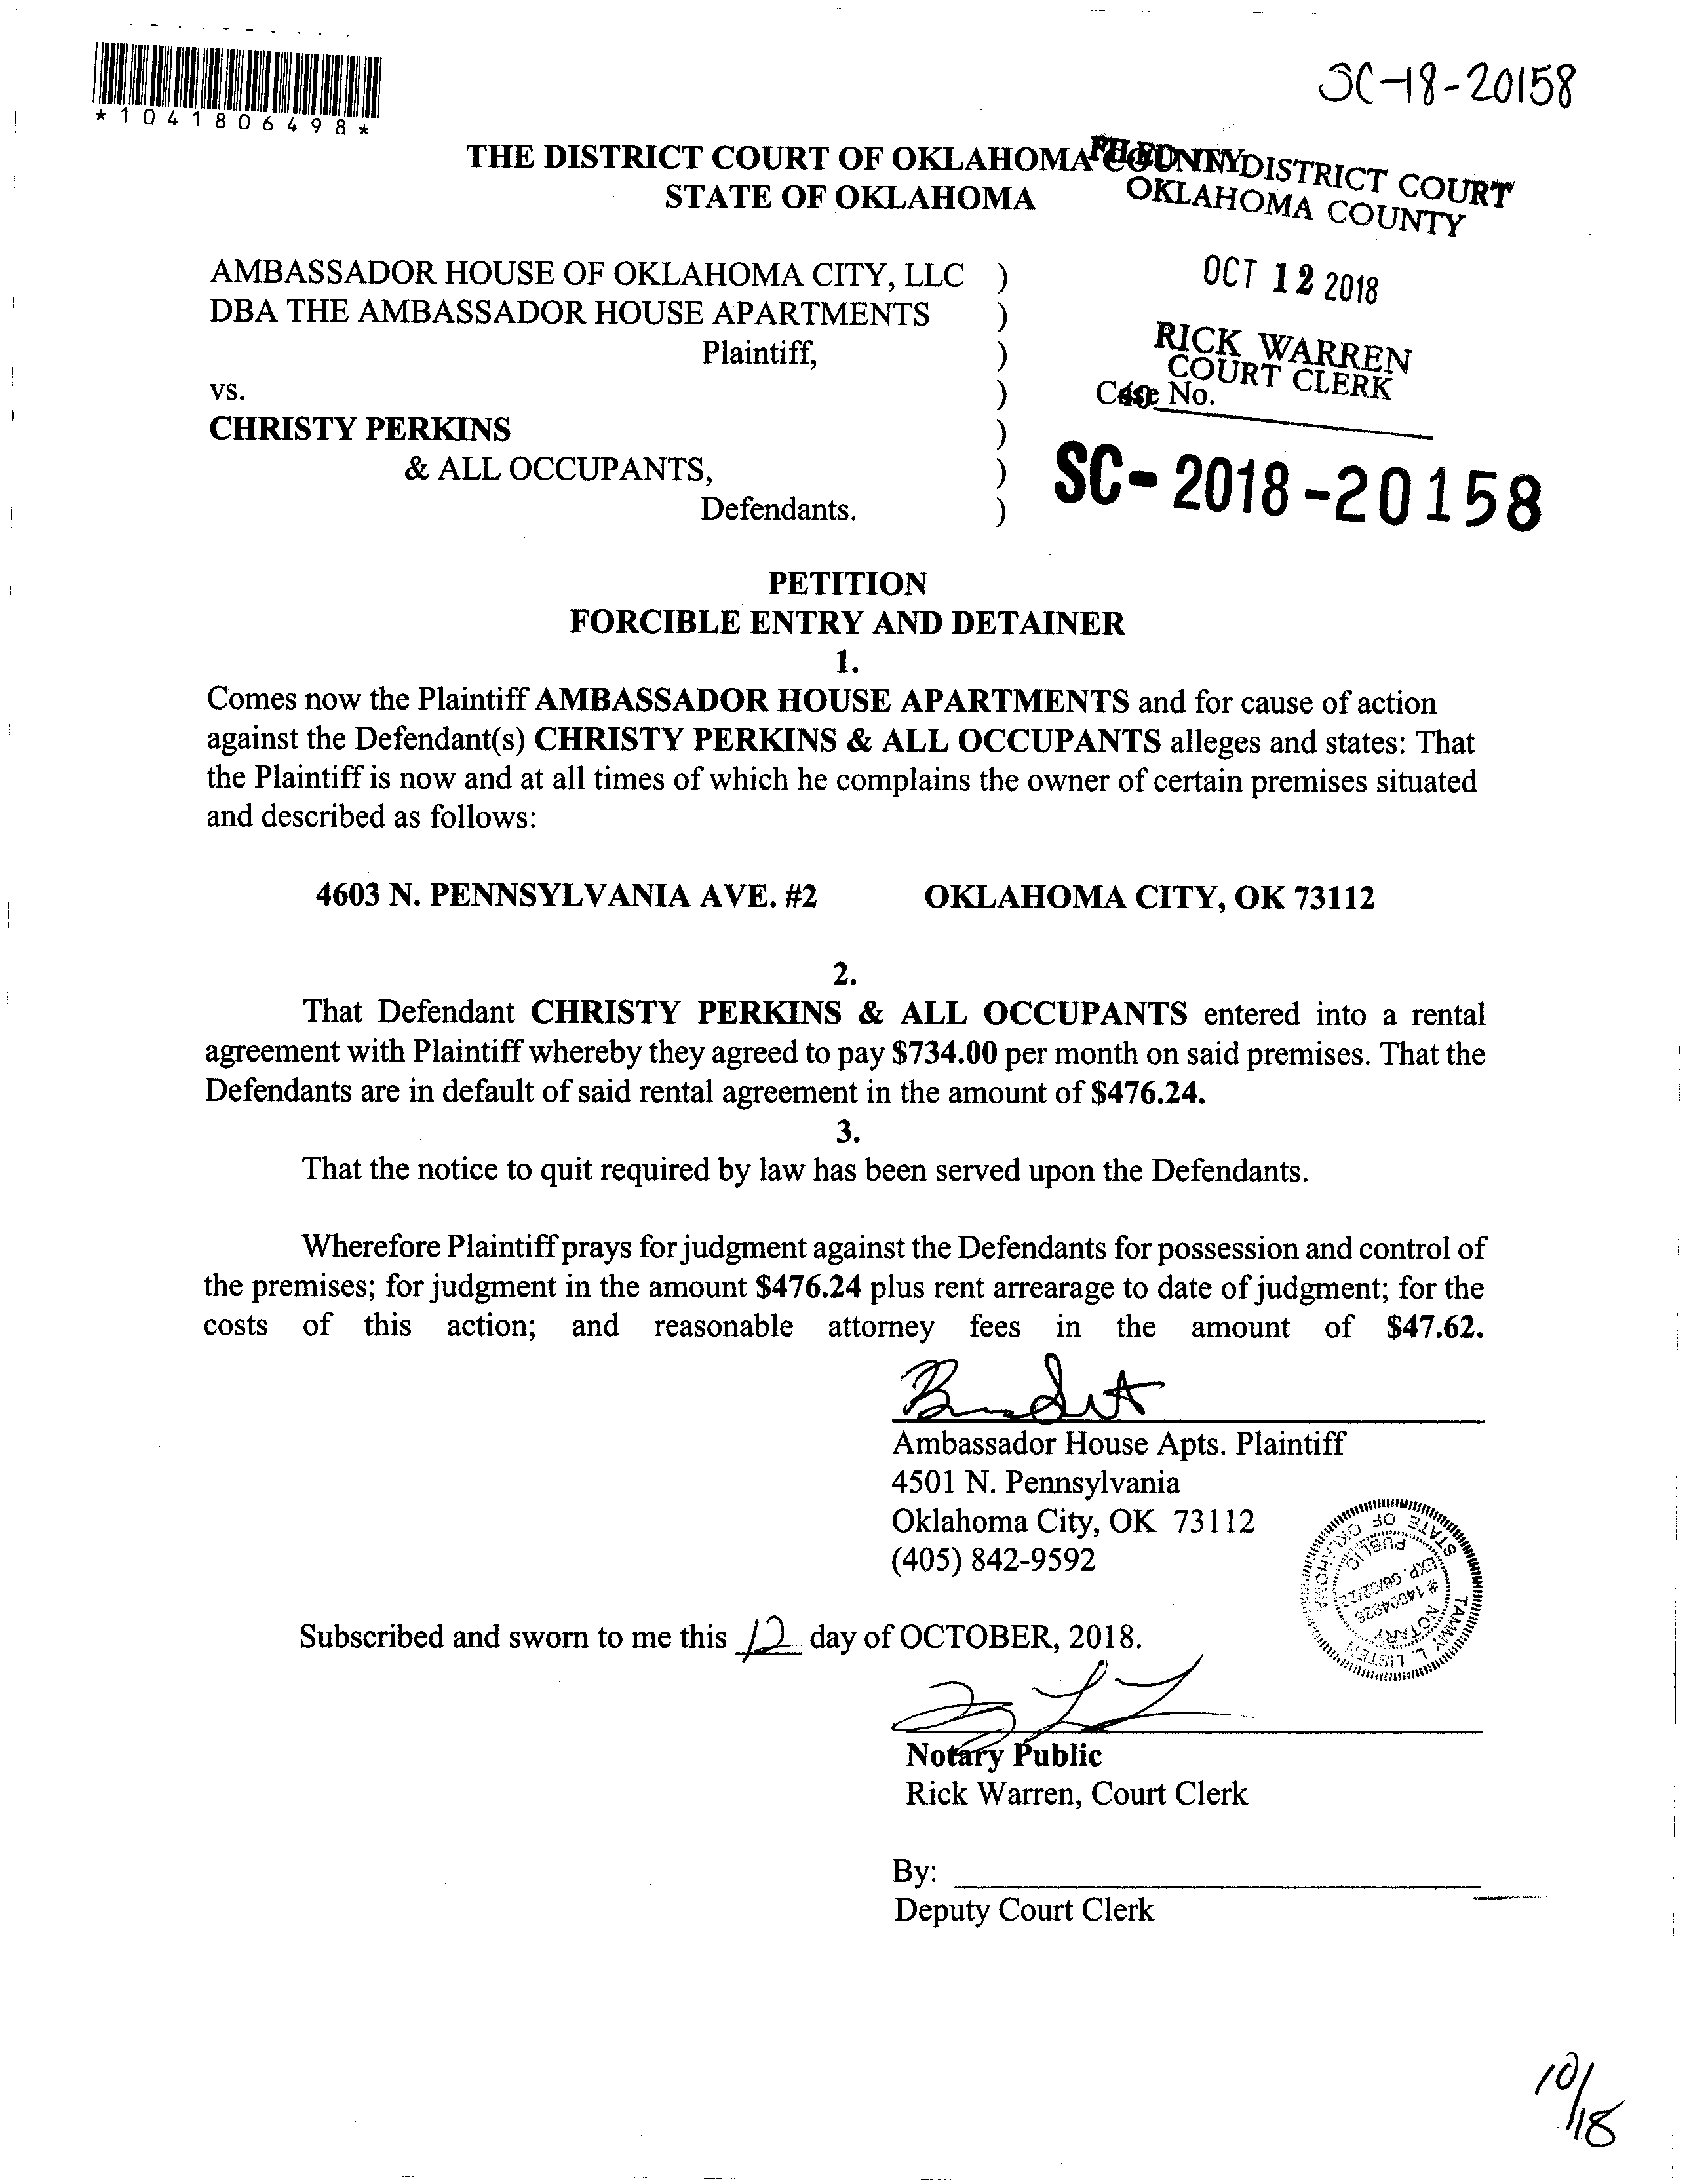 *1041806498*
SC-18-20158
THE DISTRICT COURT OF OKLAHOMA COUNTY
STATE OF OKLAHOMA
FILED IN DISTRICT COURT
OKLAHOMA COUNTY
OCT 12 2018
RICK WARREN
COURT CLERK
40
AMBASSADOR HOUSE OF OKLAHOMA CITY, LLC )
DBA THE AMBASSADOR HOUSE APARTMENTS )
Plaintiff, )
vs. ) Case No.
CHRISTY PERKINS )
& ALL OCCUPANTS, )
Defendants. )
SC-2018-20158
PETITION
FORCIBLE ENTRY AND DETAINER
1.
Comes now the Plaintiff AMBASSADOR HOUSE APARTMENTS and for cause of action
against the Defendant(s) CHRISTY PERKINS & ALL OCCUPANTS alleges and states: That
the Plaintiff is now and at all times of which he complains the owner of certain premises situated
and described as follows:
4603 N. PENNSYLVANIA AVE. #2 OKLAHOMA CITY, OK 73112
2.
That Defendant CHRISTY PERKINS & ALL OCCUPANTS entered into a rental
agreement with Plaintiff whereby they agreed to pay $734.00 per month on said premises. That the
Defendants are in default of said rental agreement in the amount of $476.24.
3.
That the notice to quit required by law has been served upon the Defendants.
Wherefore Plaintiff prays for judgment against the Defendants for possession and control of
the premises; for judgment in the amount $476.24 plus rent arrearage to date of judgment; for the
costs of this action; and reasonable attorney fees in the amount of $47.62.
Ambassador House Apts. Plaintiff
4501 N. Pennsylvania
Oklahoma City, OK 73112
(405) 842-9592
TAMMY L. LISTEN
NOTARY
# 14004926
EXP. 06/02/22
PUBLIC
STATE OF OKLAHOMA
Subscribed and sworn to me this 12 day of OCTOBER, 2018.
Notary Public
Rick Warren, Court Clerk
By:
Deputy Court Clerk
10/18